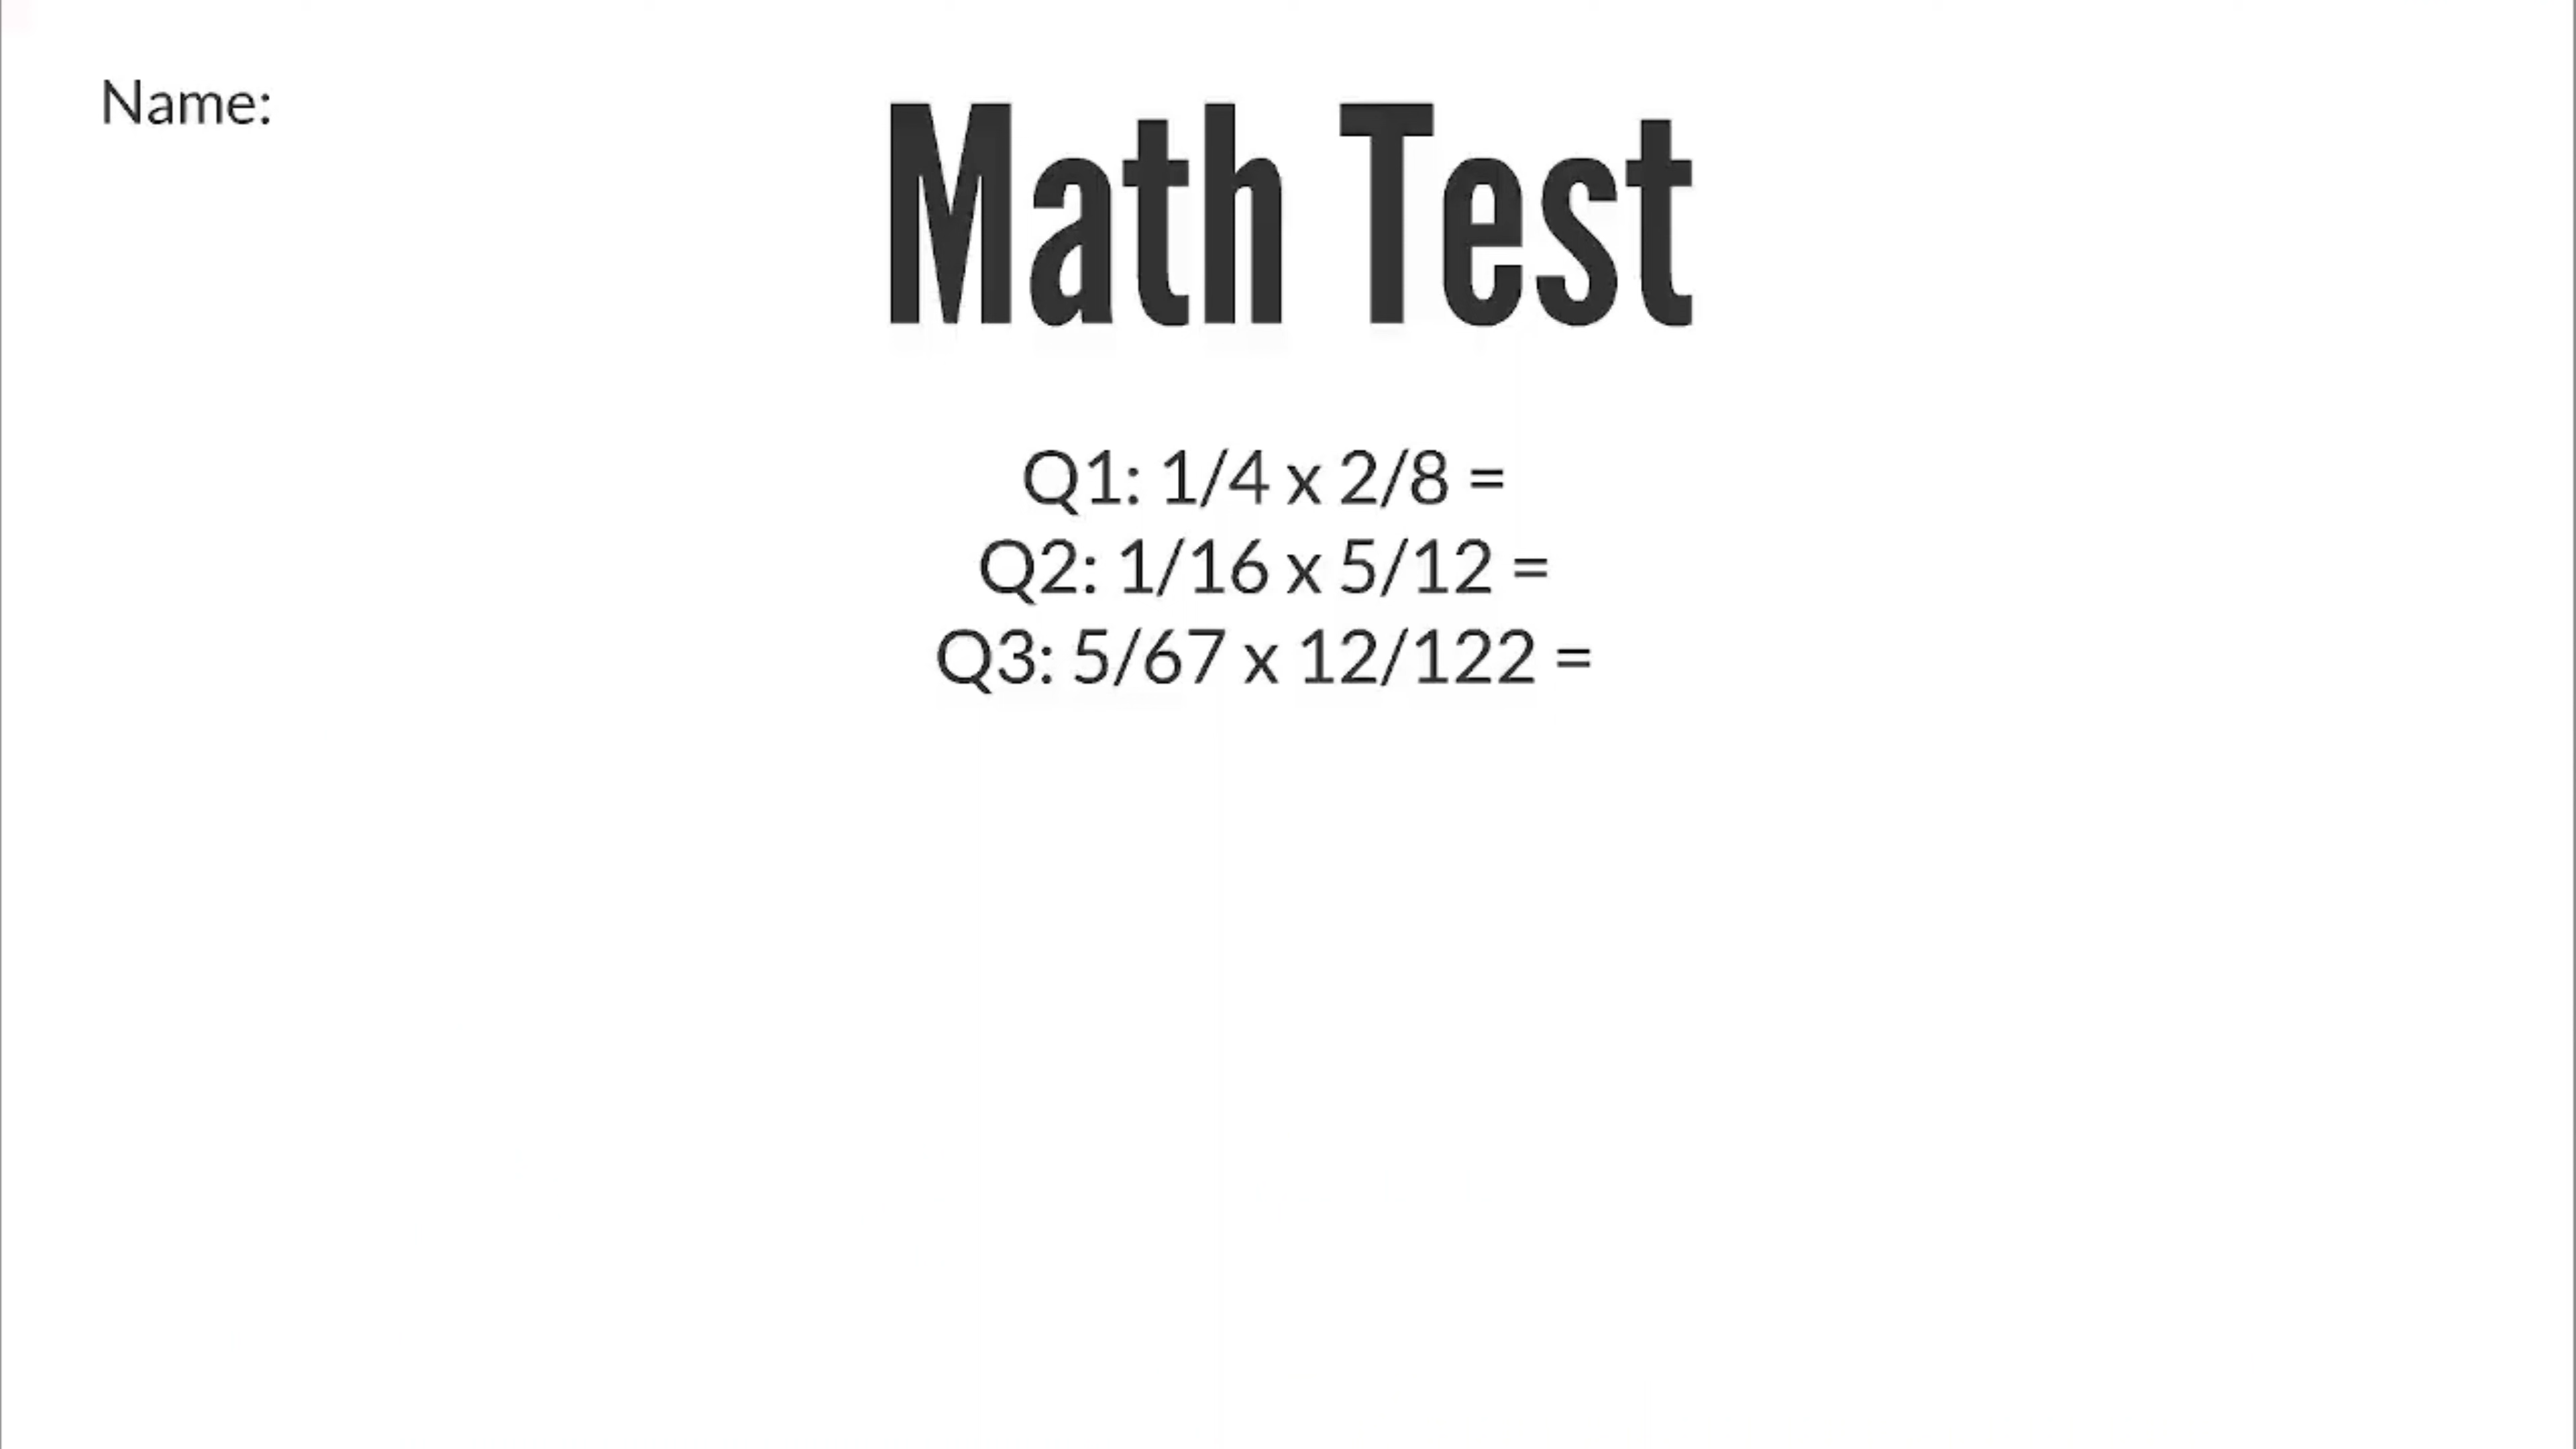 Name:
Math Test
Q1: 1/4 x 2/8 =
Q2: 1/16 x 5/12 =
Q3: 5/67 x 12/122 =